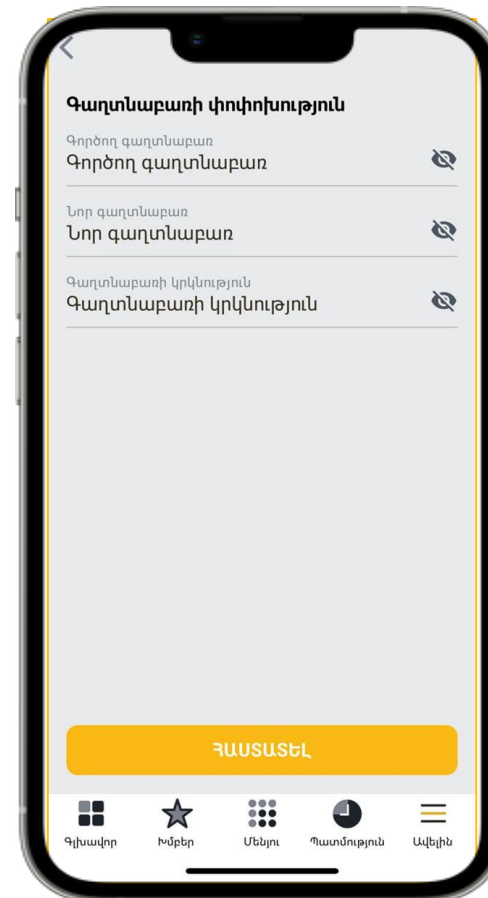 Գաղտնաբառի փոփոխություն
Գործող գաղտնաբառ
Գործող գաղտնաբառ
Նոր գաղտնաբառ
Նոր գաղտնաբառ
Գաղտնաբառի կրկնություն
Գաղտնաբառի կրկնություն
ՀԱՍՏԱՏԵԼ
Գլխավոր Խմբեր Մենյու Պատմություն Ավելին